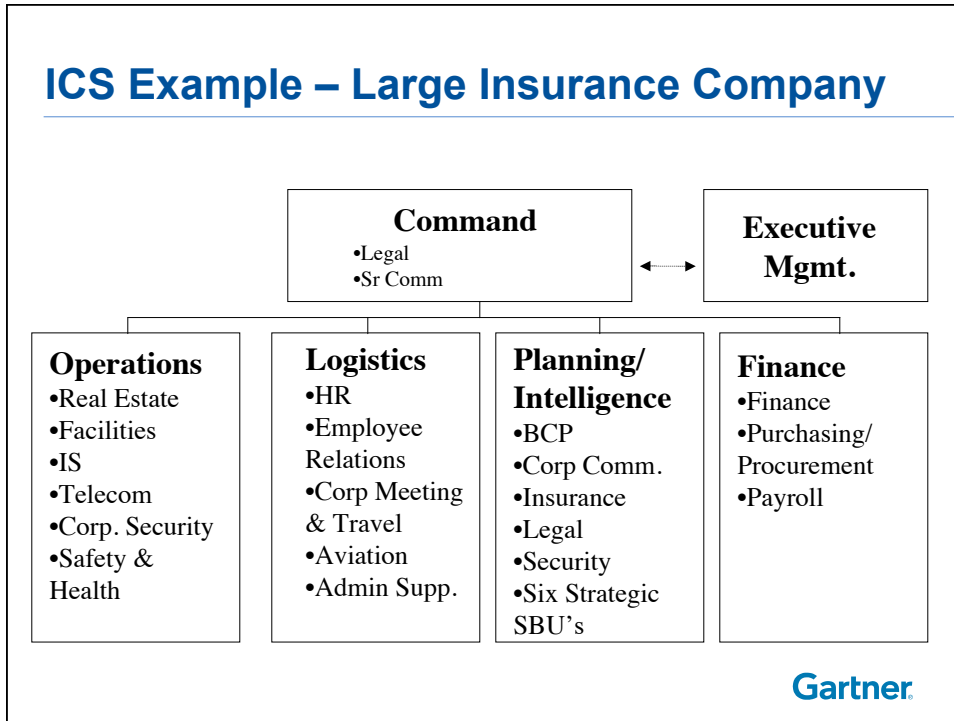 ICS Example – Large Insurance Company
Command
•Legal
•Sr Comm
Executive
Mgmt.
Operations
•Real Estate
•Facilities
•IS
•Telecom
•Corp. Security
•Safety &
Health
Logistics
•HR
•Employee
Relations
•Corp Meeting
& Travel
•Aviation
•Admin Supp.
Planning/
Intelligence
•BCP
•Corp Comm.
•Insurance
•Legal
•Security
•Six Strategic
SBU’s
Finance
•Finance
•Purchasing/
Procurement
•Payroll
Gartner